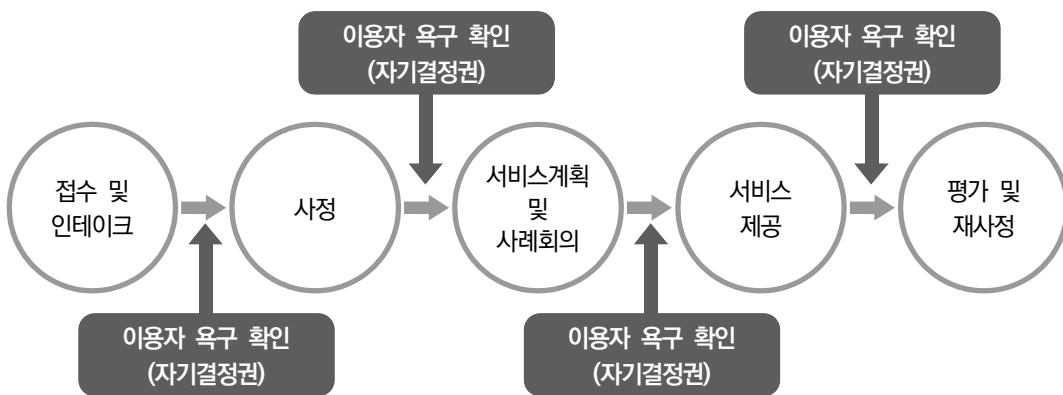 이용자 욕구 확인
(자기결정권)
이용자 욕구 확인
(자기결정권)
접수 및
인테이크
사정
서비스계획
및
사례회의
서비스
제공
평가 및
재사정
이용자 욕구 확인
(자기결정권)
이용자 욕구 확인
(자기결정권)